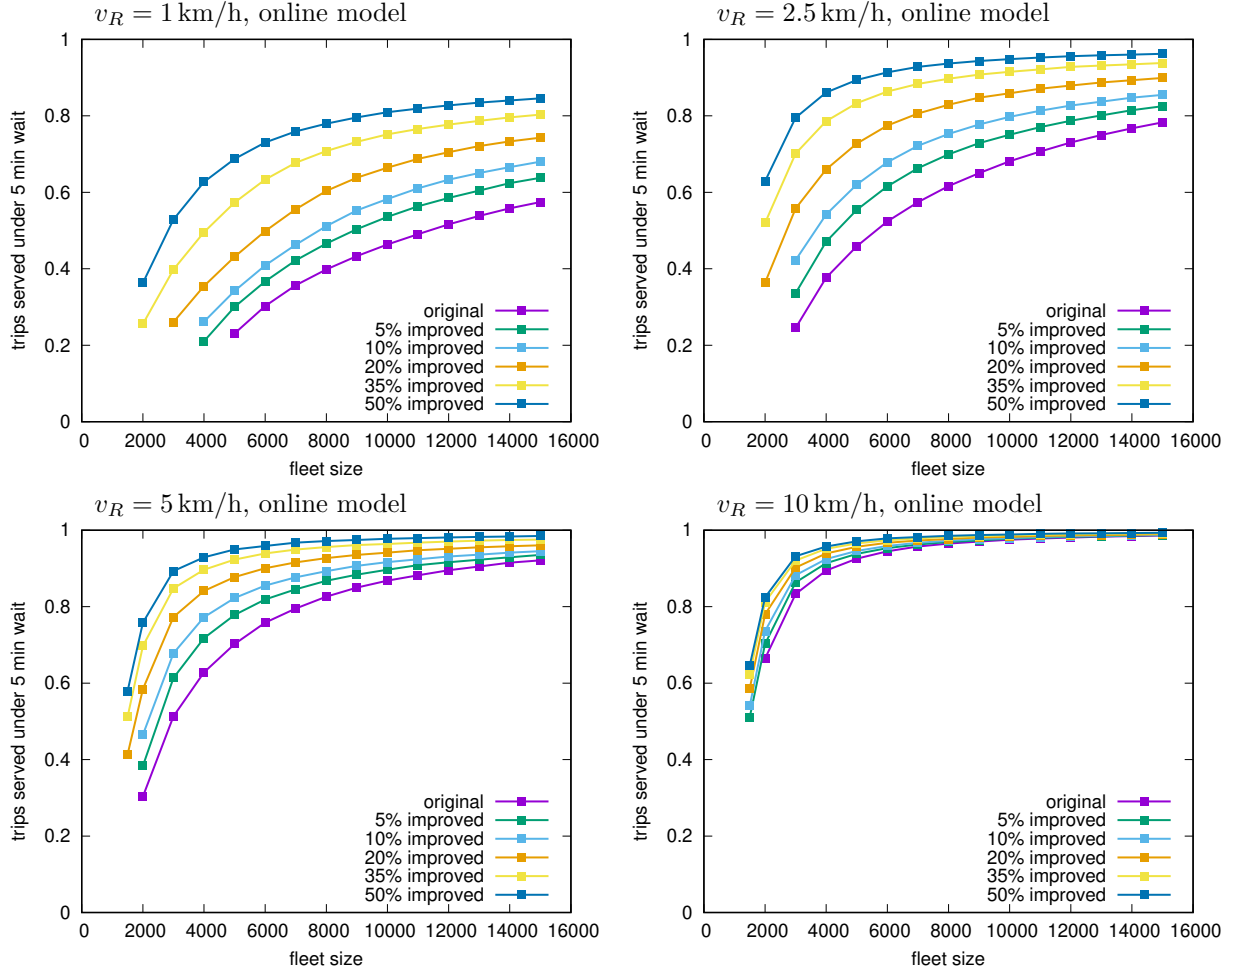 v_R = 1 km/h, online model
1
0.8
0.6
0.4
0.2
0
trips served under 5 min wait
original
5% improved
10% improved
20% improved
35% improved
50% improved
0 2000 4000 6000 8000 10000 12000 14000 16000
fleet size
v_R = 2.5 km/h, online model
1
0.8
0.6
0.4
0.2
0
trips served under 5 min wait
original
5% improved
10% improved
20% improved
35% improved
50% improved
0 2000 4000 6000 8000 10000 12000 14000 16000
fleet size
v_R = 5 km/h, online model
1
0.8
0.6
0.4
0.2
0
trips served under 5 min wait
original
5% improved
10% improved
20% improved
35% improved
50% improved
0 2000 4000 6000 8000 10000 12000 14000 16000
fleet size
v_R = 10 km/h, online model
1
0.8
0.6
0.4
0.2
0
trips served under 5 min wait
original
5% improved
10% improved
20% improved
35% improved
50% improved
0 2000 4000 6000 8000 10000 12000 14000 16000
fleet size